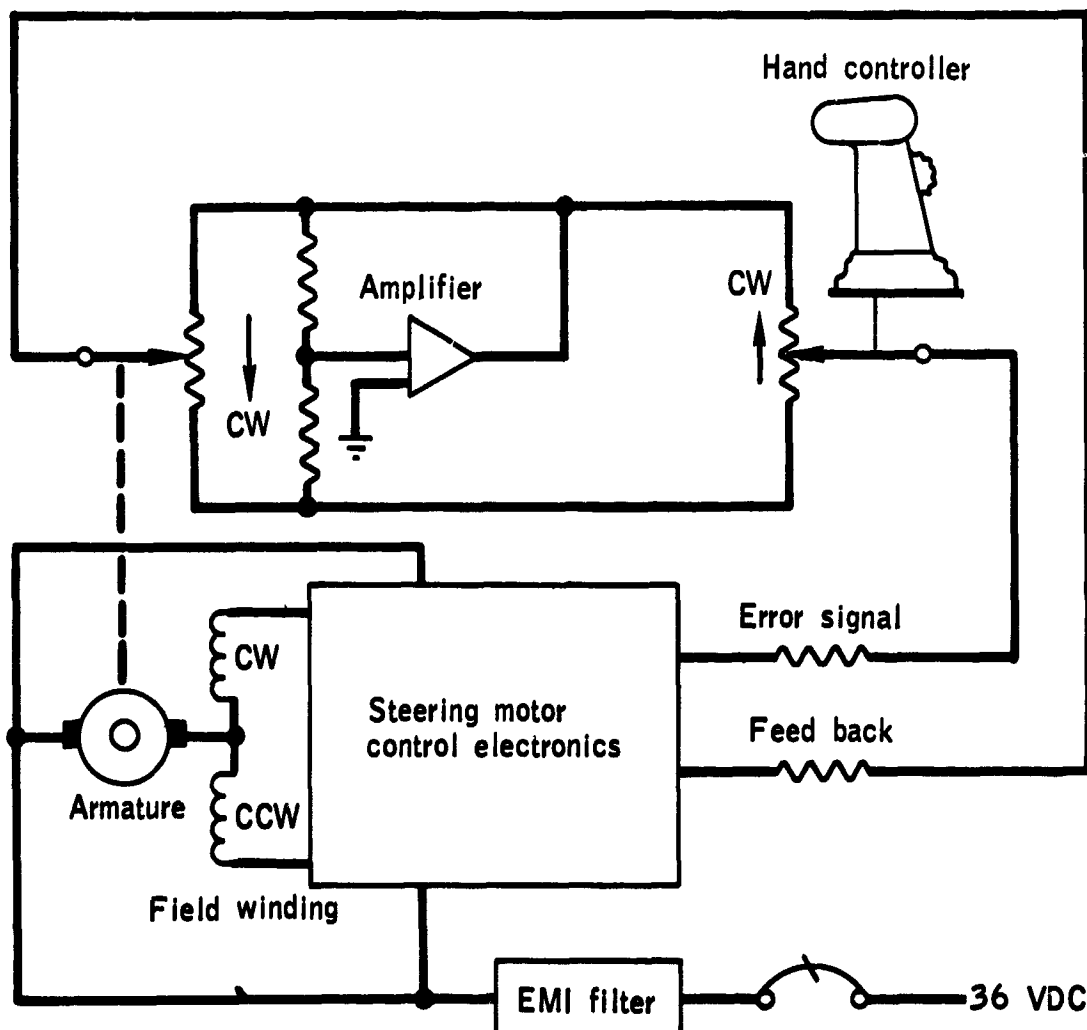 Hand controller
Amplifier
CW
CW
Error signal
CW
Steering motor
control electronics
Feed back
Armature
CCW
Field winding
EMI filter
36 VDC